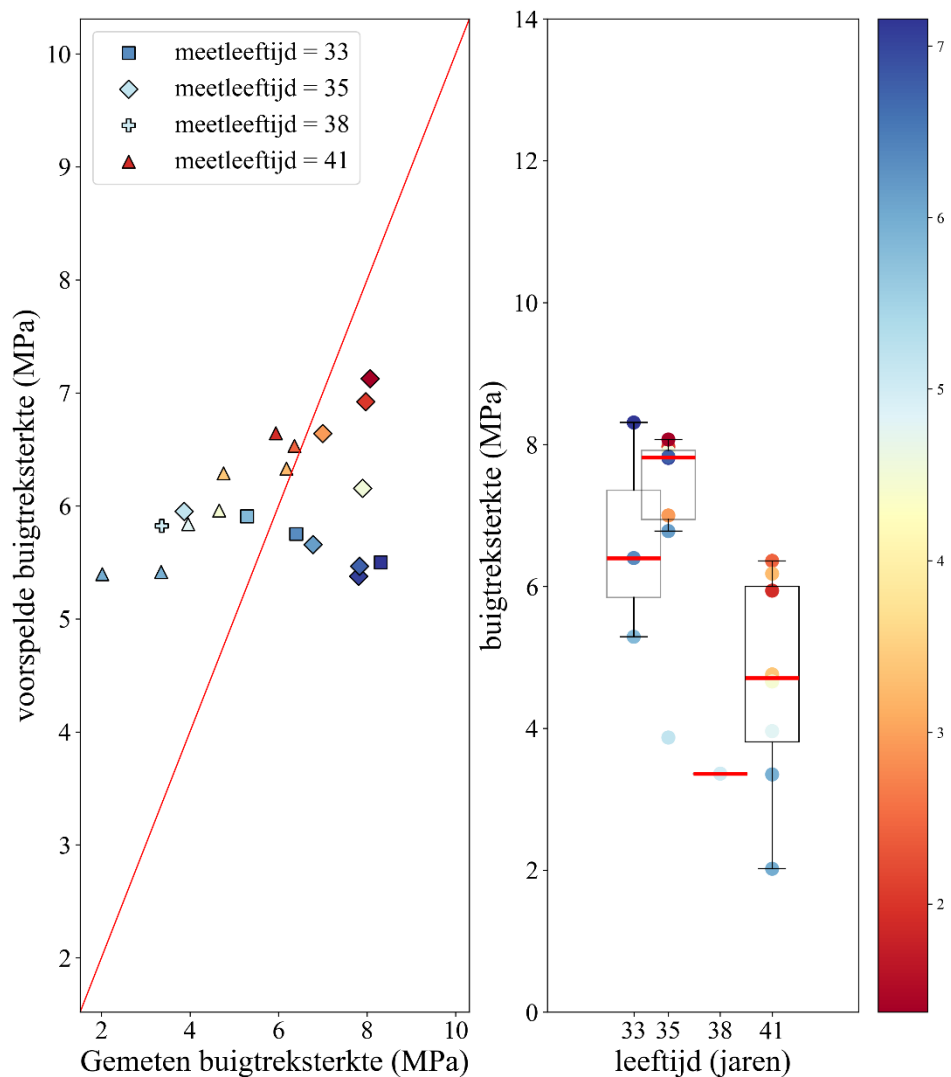 meetleeftijd = 33
meetleeftijd = 35
meetleeftijd = 38
meetleeftijd = 41
voorspelde buigtreksterkte (MPa)
10
9
8
7
6
5
4
3
2
2 4 6 8 10
Gemeten buigtreksterkte (MPa)
buigtreksterkte (MPa)
14
12
10
8
6
4
2
0
33 35 38 41
leeftijd (jaren)
7
6
5
4
3
2